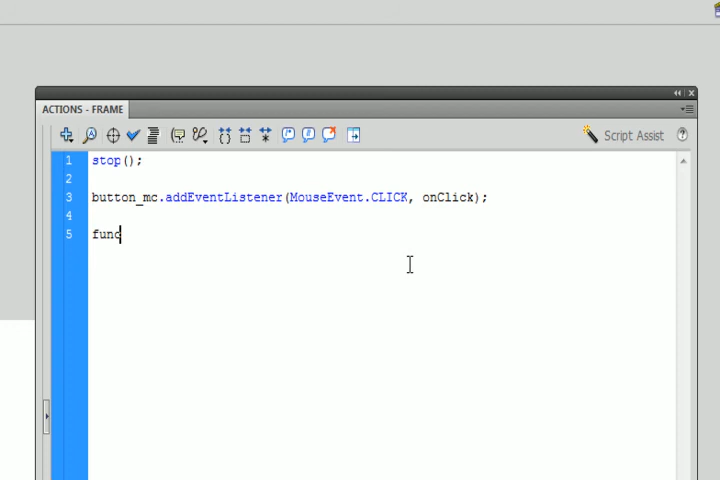 ACTIONS - FRAME
Script Assist
1 stop();
2
3 button_mc.addEventListener(MouseEvent.CLICK, onClick);
4
5 func